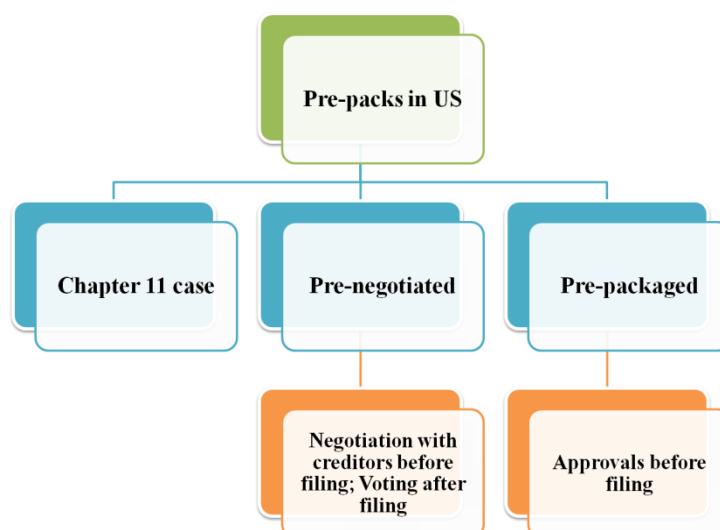 Pre-packs in US
Chapter 11 case
Pre-negotiated
Pre-packaged
Negotiation with
creditors before
filing; Voting after
filing
Approvals before
filing